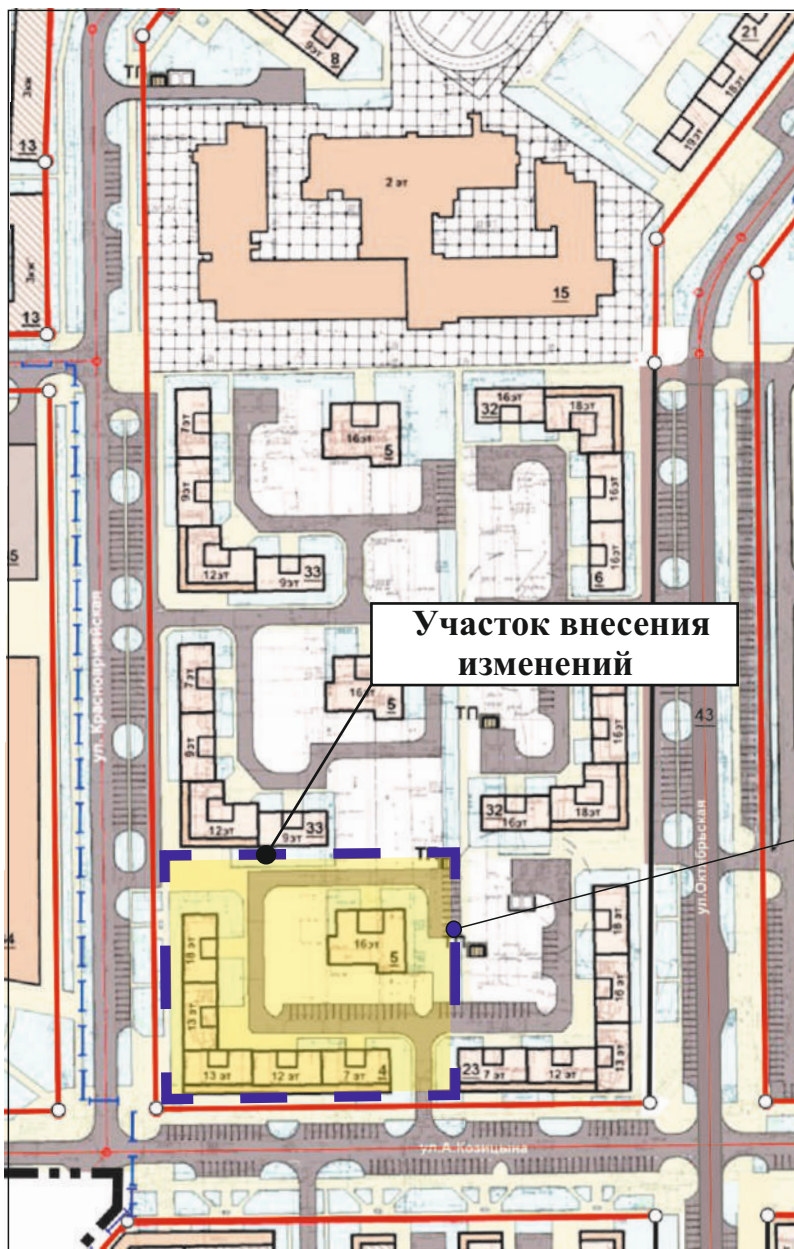 8
9эт
21
18эт
19эт
ТП
3кж
13
2 эт
3кж
15
13
7эт
16эт
5
16эт
32
18эт
9эт
16эт
5
12эт
33
9эт
6
16эт
ул. Красноармейская
Участок внесения
изменений
7эт
16эт
5
ТП
16эт
43
9эт
12эт
33
9эт
32
16эт
18эт
ул.Октябрьская
18 эт
16эт
5
18 эт
13 эт
16 эт
13 эт
12 эт
7 эт
4
23
7 эт
12 эт
13 эт
ул.А.Козицына